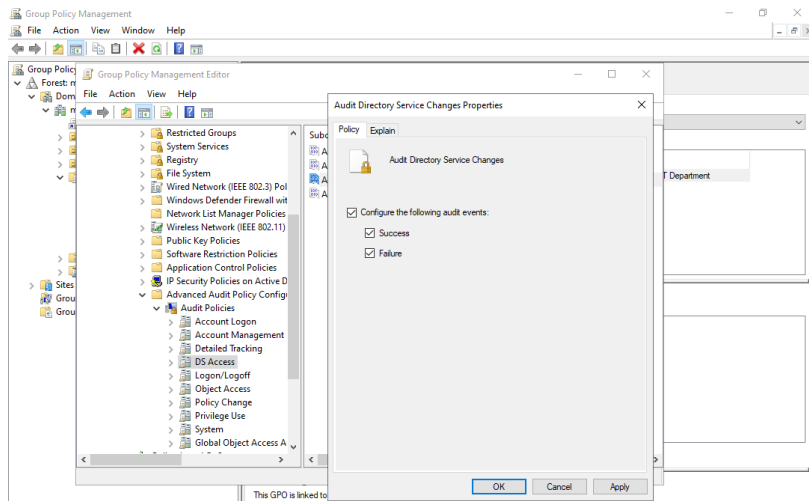 Group Policy Management
File Action View Window Help
Group Policy
Forest: m
Dom
m
Sites
Grou
Grou
Group Policy Management Editor
File Action View Help
Restricted Groups
System Services
Registry
File System
Wired Network (IEEE 802.3) Pol
Windows Defender Firewall wit
Network List Manager Policies
Wireless Network (IEEE 802.11)
Public Key Policies
Software Restriction Policies
Application Control Policies
IP Security Policies on Active D
Advanced Audit Policy Configu
Audit Policies
Account Logon
Account Management
Detailed Tracking
DS Access
Logon/Logoff
Object Access
Policy Change
Privilege Use
System
Global Object Access A
Subc
A
A
A
A
Audit Directory Service Changes Properties
Policy Explain
Audit Directory Service Changes
Configure the following audit events:
Success
Failure
OK Cancel Apply
T Department
This GPO is linked to